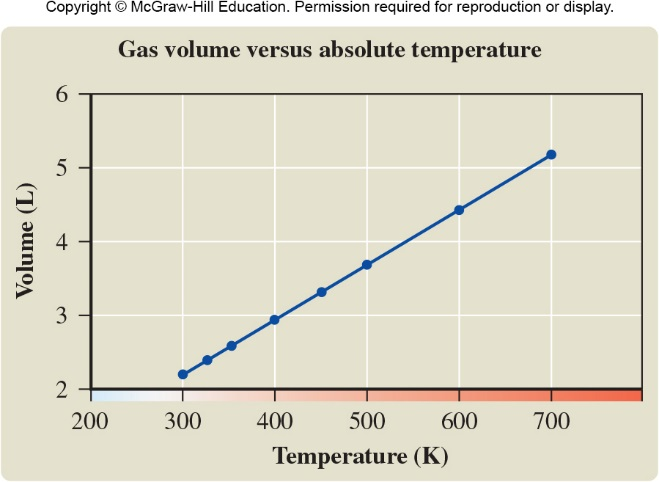 Copyright © McGraw-Hill Education. Permission required for reproduction or display.
Gas volume versus absolute temperature
6
5
4
3
2
Volume (L)
200 300 400 500 600 700
Temperature (K)